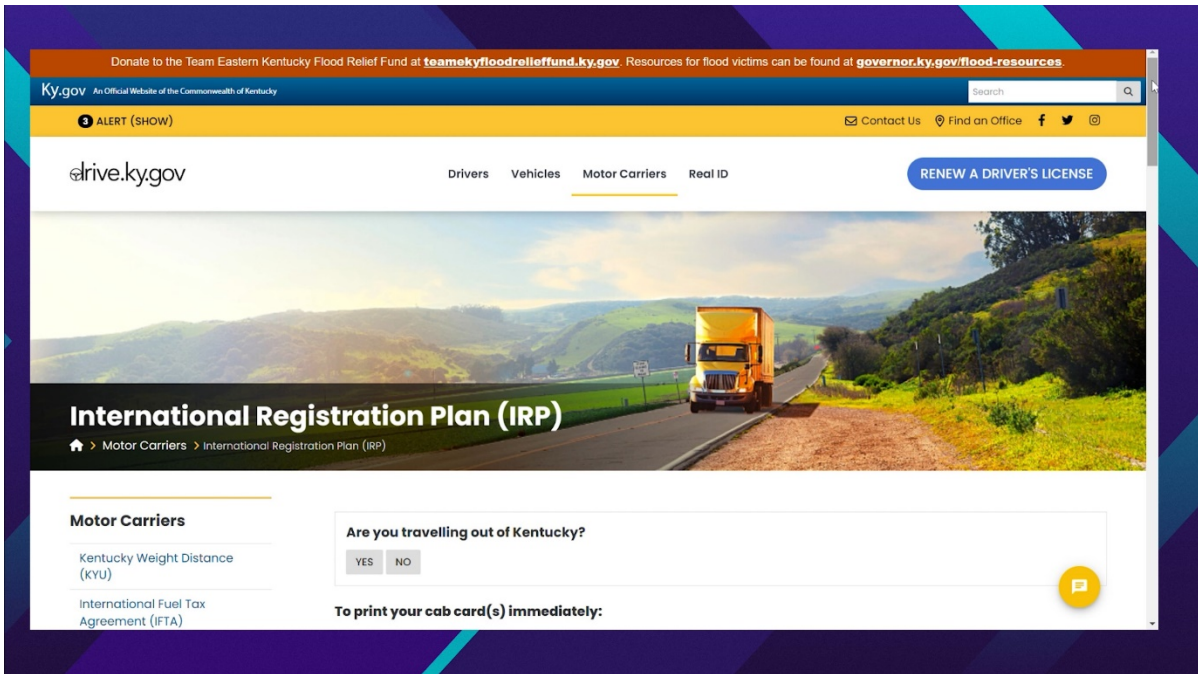 Donate to the Team Eastern Kentucky Flood Relief Fund at teamekyfloodrelieffund.ky.gov. Resources for flood victims can be found at governor.ky.gov/flood-resources.
Ky.gov An Official Website of the Commonwealth of Kentucky
Search
3 ALERT (SHOW)
Contact Us Find an Office
drive.ky.gov
Drivers Vehicles Motor Carriers Real ID
RENEW A DRIVER'S LICENSE
International Registration Plan (IRP)
> Motor Carriers > International Registration Plan (IRP)
Motor Carriers
Kentucky Weight Distance
(KYU)
International Fuel Tax
Agreement (IFTA)
Are you travelling out of Kentucky?
YES NO
To print your cab card(s) immediately: